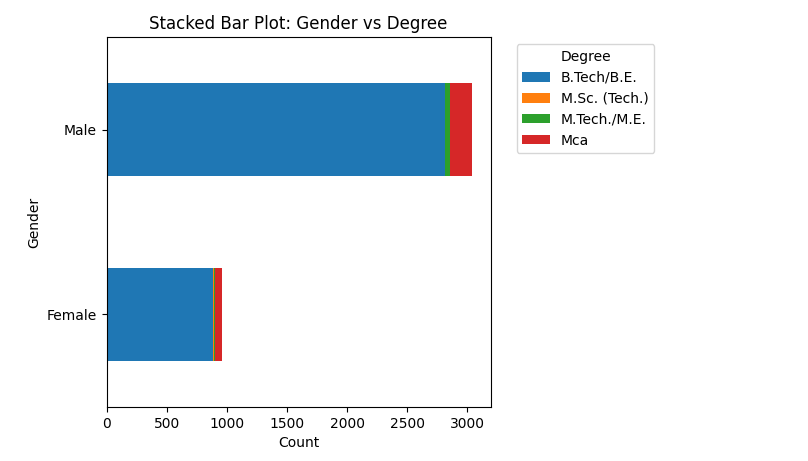 Stacked Bar Plot: Gender vs Degree
Degree
B.Tech/B.E.
M.Sc. (Tech.)
M.Tech./M.E.
Mca
Gender
Male
Female
0 500 1000 1500 2000 2500 3000
Count